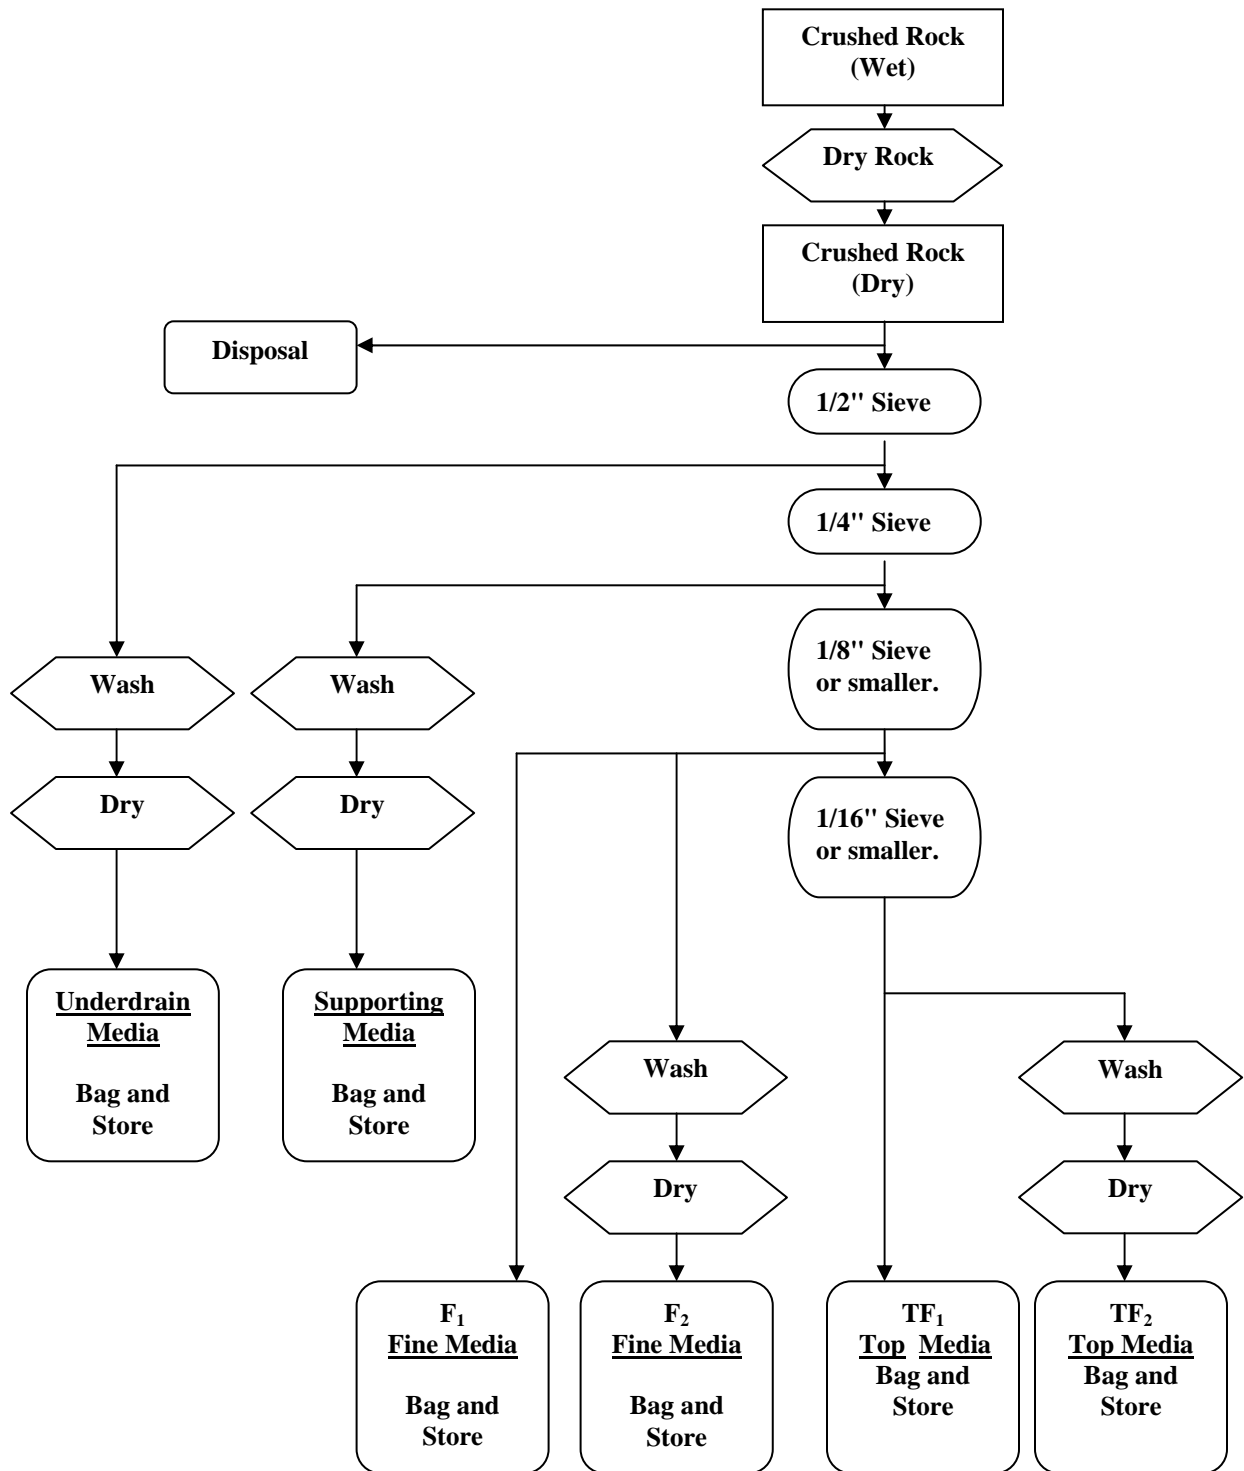 Crushed Rock
(Wet)
Dry Rock
Crushed Rock
(Dry)
Disposal
1/2" Sieve
1/4" Sieve
1/8" Sieve
or smaller.
Wash
Wash
Dry
Dry
1/16" Sieve
or smaller.
Underdrain
Media
Bag and
Store
Supporting
Media
Bag and
Store
Wash
Wash
Dry
Dry
F₁
Fine Media
Bag and
Store
F₂
Fine Media
Bag and
Store
TF₁
Top Media
Bag and
Store
TF₂
Top Media
Bag and
Store